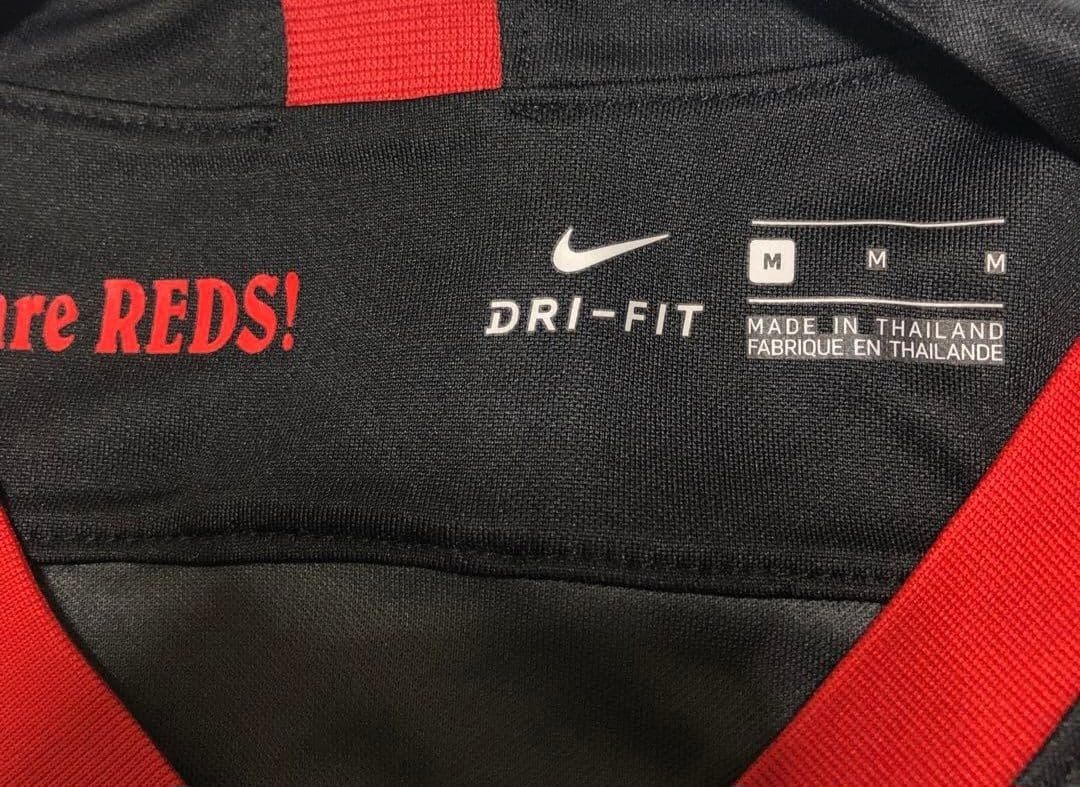 are REDS!
DRI-FIT
M M M
MADE IN THAILAND
FABRIQUE EN THAILANDE